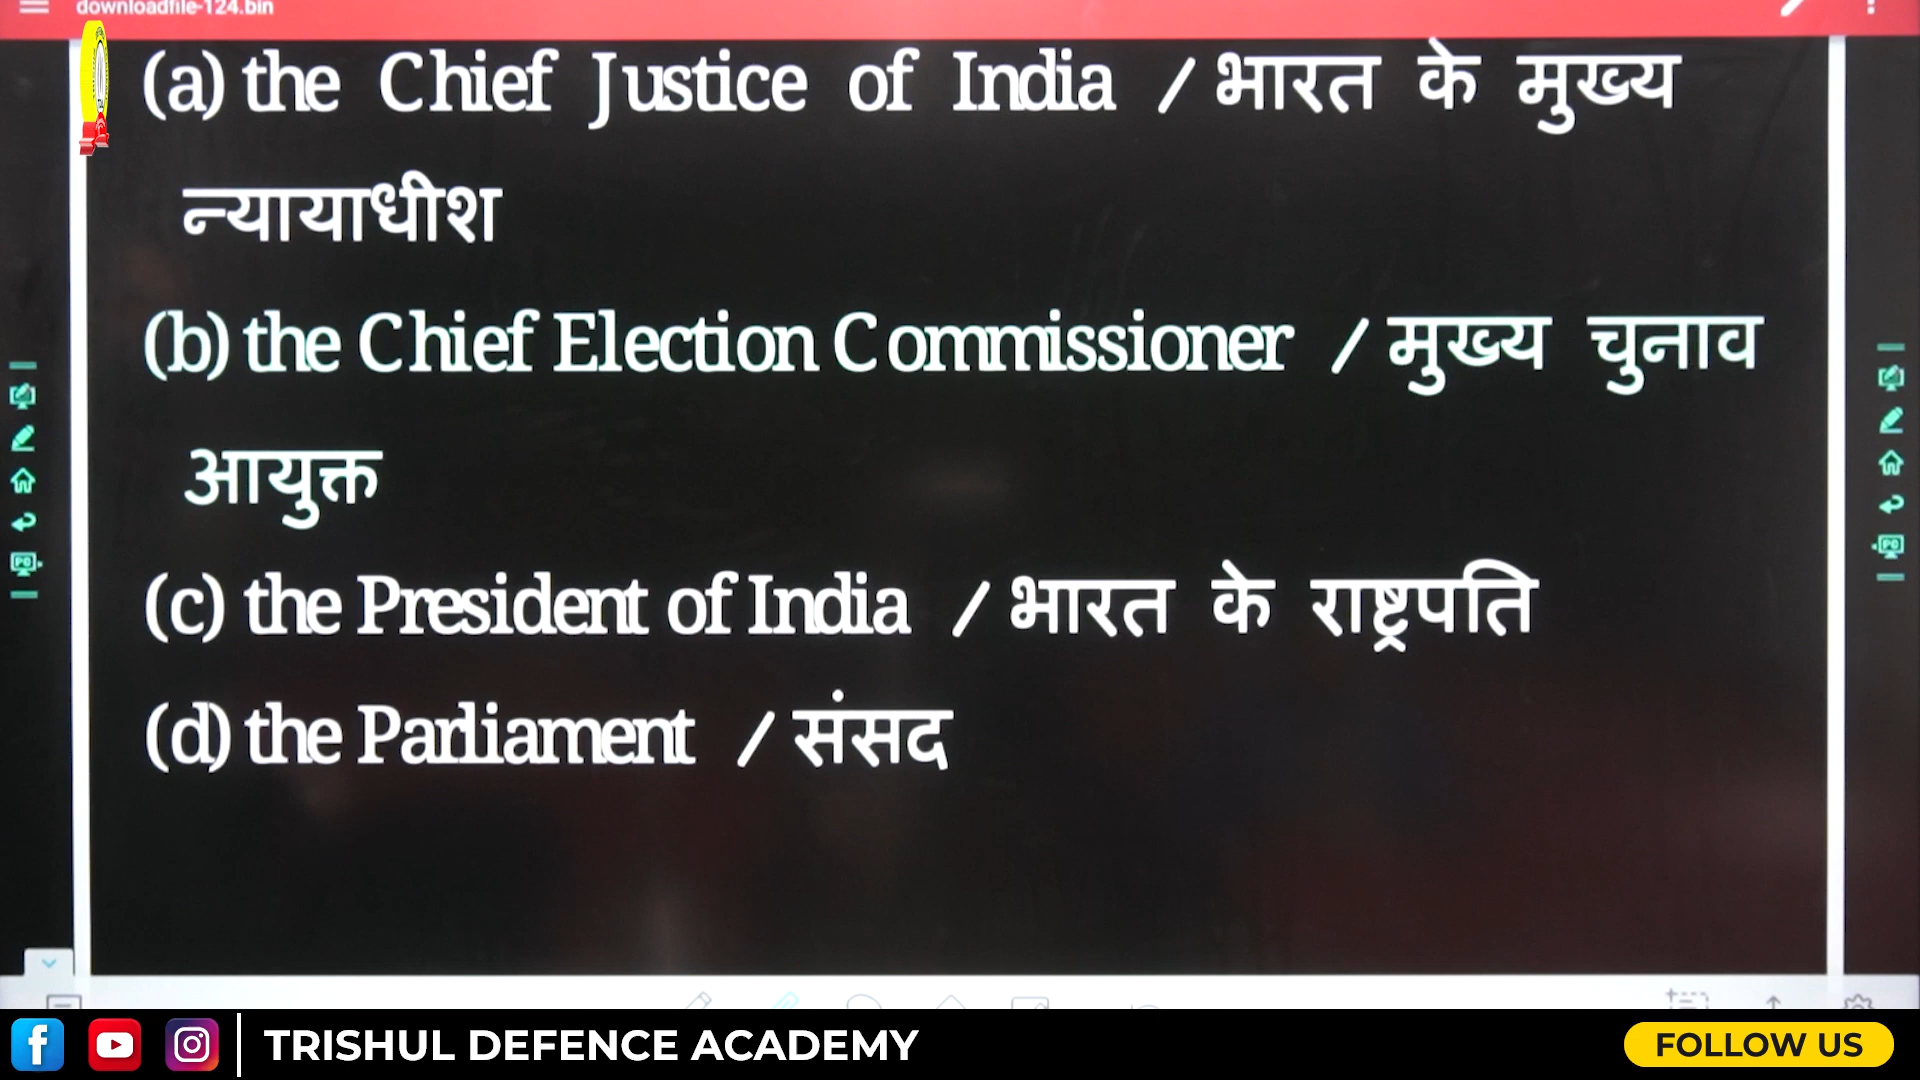 downloadfile-124.bin
(a) the Chief Justice of India / भारत के मुख्य
न्यायाधीश
(b) the Chief Election Commissioner / मुख्य चुनाव
आयुक्त
(c) the President of India / भारत के राष्ट्रपति
(d) the Parliament / संसद
TRISHUL DEFENCE ACADEMY
FOLLOW US